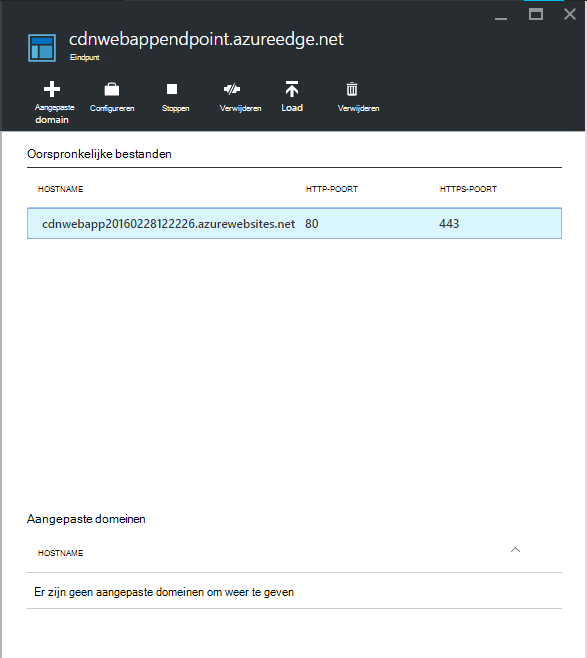 cdnwebappendpoint.azureedge.net
Eindpunt
Aangepaste domain Configureren Stoppen Verwijderen Load Verwijderen
Oorspronkelijke bestanden
HOSTNAME HTTP-POORT HTTPS-POORT
cdnwebapp20160228122226.azurewebsites.net 80 443
Aangepaste domeinen
HOSTNAME
Er zijn geen aangepaste domeinen om weer te geven